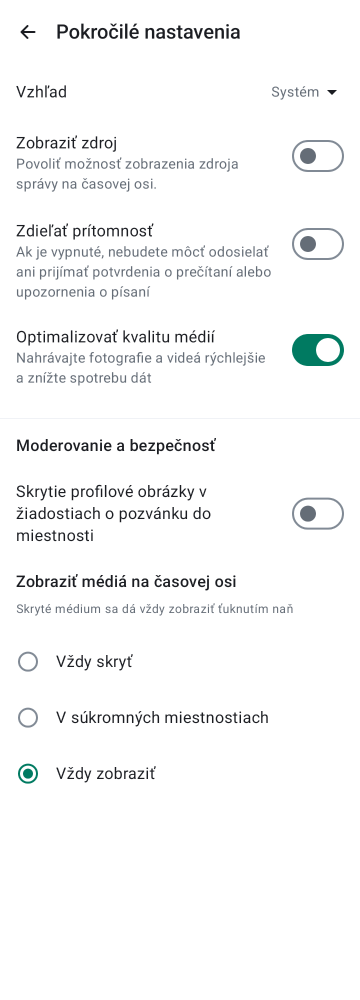 Pokročilé nastavenia
Vzhľad
Systém
Zobraziť zdroj
Povoliť možnosť zobrazenia zdroja
správy na časovej osi.
Zdieľať prítomnosť
Ak je vypnuté, nebudete môcť odosielať
ani prijímať potvrdenia o prečítaní alebo
upozornenia o písaní
Optimalizovať kvalitu médií
Nahrávajte fotografie a videá rýchlejšie
a znížte spotrebu dát
Moderovanie a bezpečnosť
Skrytie profilové obrázky v
žiadostiach o pozvánku do
miestnosti
Zobraziť médiá na časovej osi
Skryté médium sa dá vždy zobraziť ťuknutím naň
Vždy skryť
V súkromných miestnostiach
Vždy zobraziť